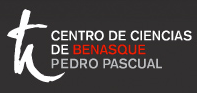 CENTRO DE CIENCIAS
DE BENASQUE
PEDRO PASCUAL